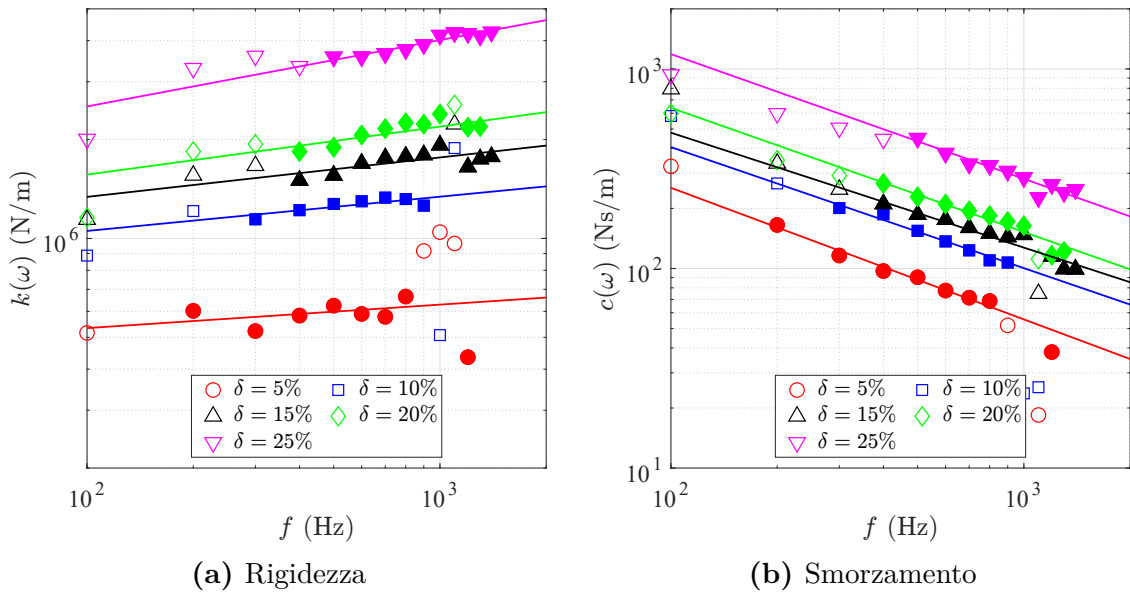 k(ω) (N/m)
10^6
δ = 5% δ = 10%
δ = 15% δ = 20%
δ = 25%
10^2 10^3
f (Hz)
(a) Rigidezza
c(ω) (Ns/m)
10^3
10^2
10^1
δ = 5% δ = 10%
δ = 15% δ = 20%
δ = 25%
10^2 10^3
f (Hz)
(b) Smorzamento